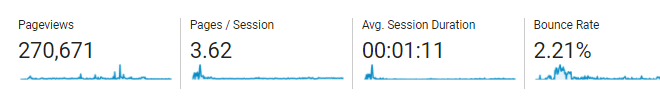 Pageviews
270,671
Pages / Session
3.62
Avg. Session Duration
00:01:11
Bounce Rate
2.21%